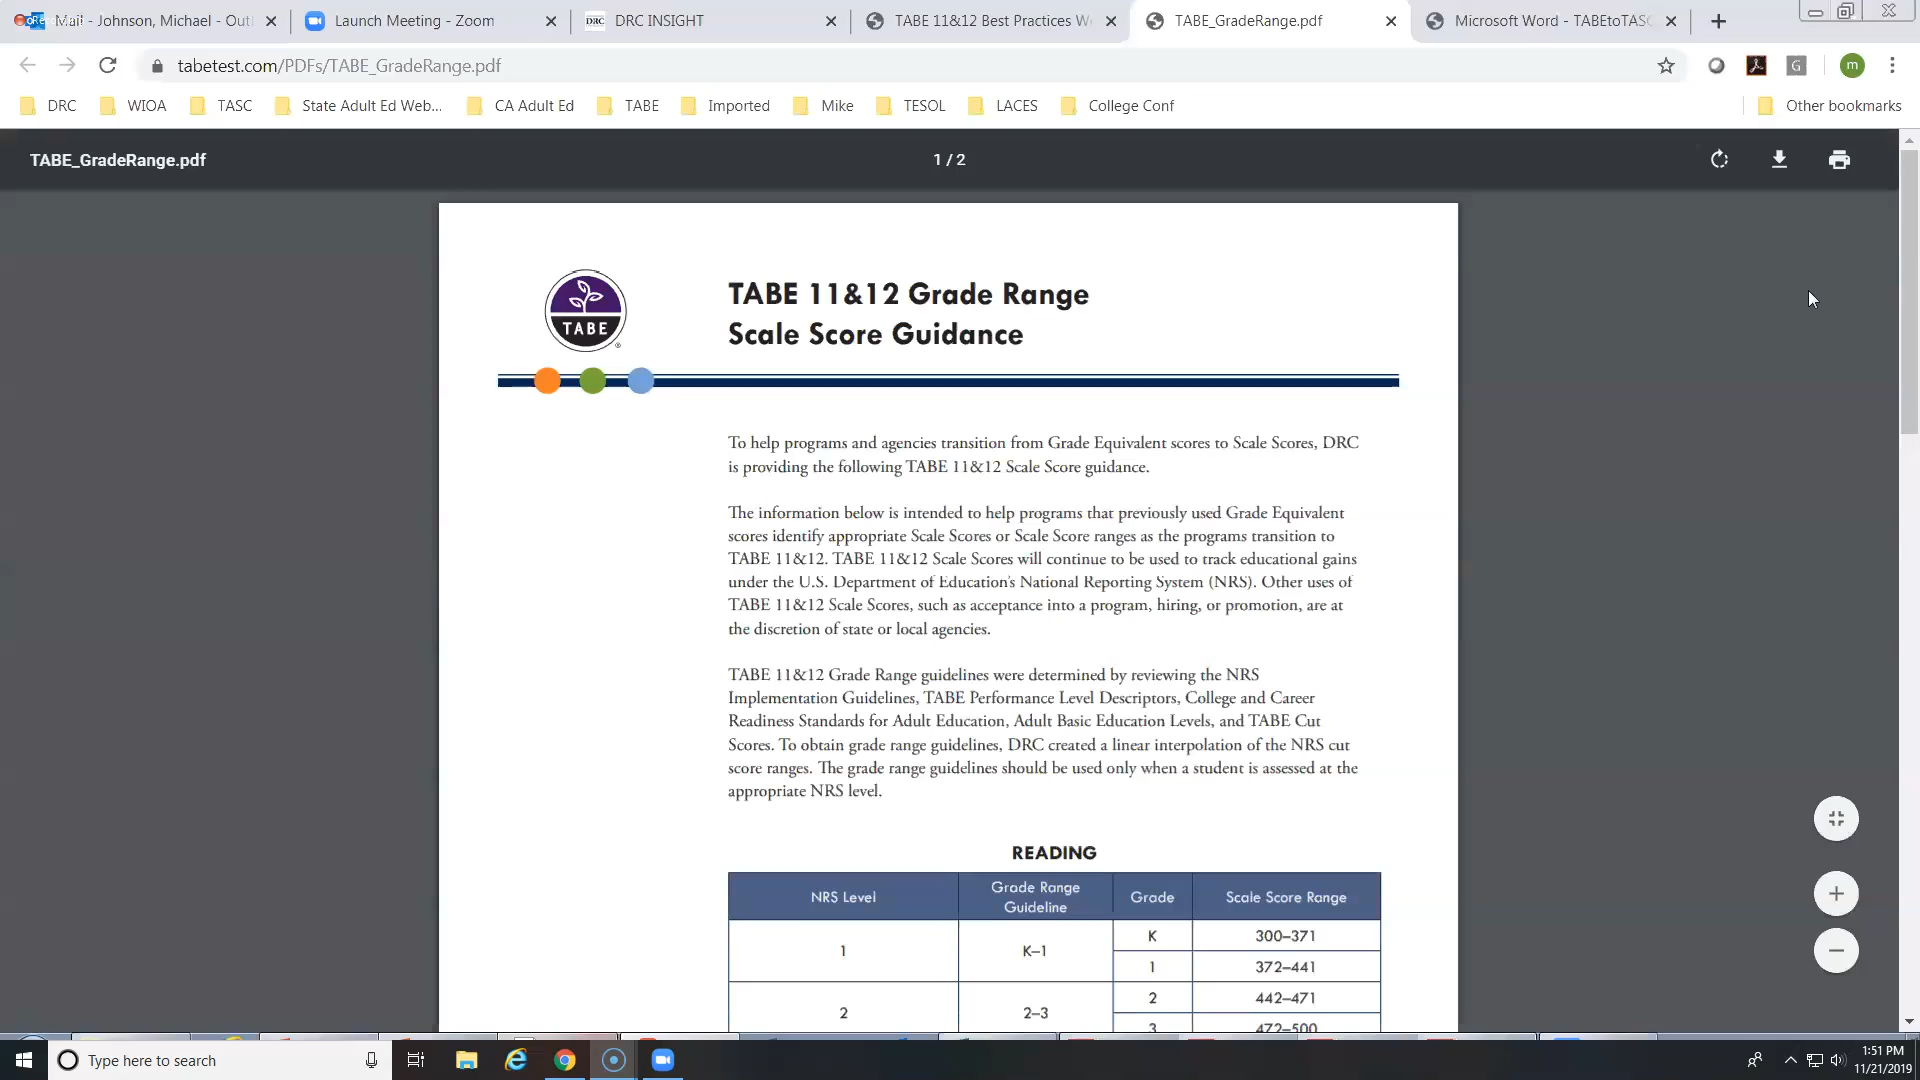 Mail - Johnson, Michael - Outl
Launch Meeting - Zoom
DRC INSIGHT
TABE 11&12 Best Practices W
TABE_GradeRange.pdf
Microsoft Word - TABEtoTASC
tabetest.com/PDFs/TABE_GradeRange.pdf
DRC
WIOA
TASC
State Adult Ed Web...
CA Adult Ed
TABE
Imported
Mike
TESOL
LACES
College Conf
Other bookmarks
TABE_GradeRange.pdf
1 / 2
TABE
TABE 11&12 Grade Range
Scale Score Guidance
To help programs and agencies transition from Grade Equivalent scores to Scale Scores, DRC
is providing the following TABE 11&12 Scale Score guidance.
The information below is intended to help programs that previously used Grade Equivalent
scores identify appropriate Scale Scores or Scale Score ranges as the programs transition to
TABE 11&12. TABE 11&12 Scale Scores will continue to be used to track educational gains
under the U.S. Department of Education's National Reporting System (NRS). Other uses of
TABE 11&12 Scale Scores, such as acceptance into a program, hiring, or promotion, are at
the discretion of state or local agencies.
TABE 11&12 Grade Range guidelines were determined by reviewing the NRS
Implementation Guidelines, TABE Performance Level Descriptors, College and Career
Readiness Standards for Adult Education, Adult Basic Education Levels, and TABE Cut
Scores. To obtain grade range guidelines, DRC created a linear interpolation of the NRS cut
score ranges. The grade range guidelines should be used only when a student is assessed at the
appropriate NRS level.
READING
NRS Level
Grade Range
Guideline
Grade
Scale Score Range
1
K–1
K
300–371
1
372–441
2
2–3
2
442–471
3
472–500
Type here to search
1:51 PM
11/21/2019